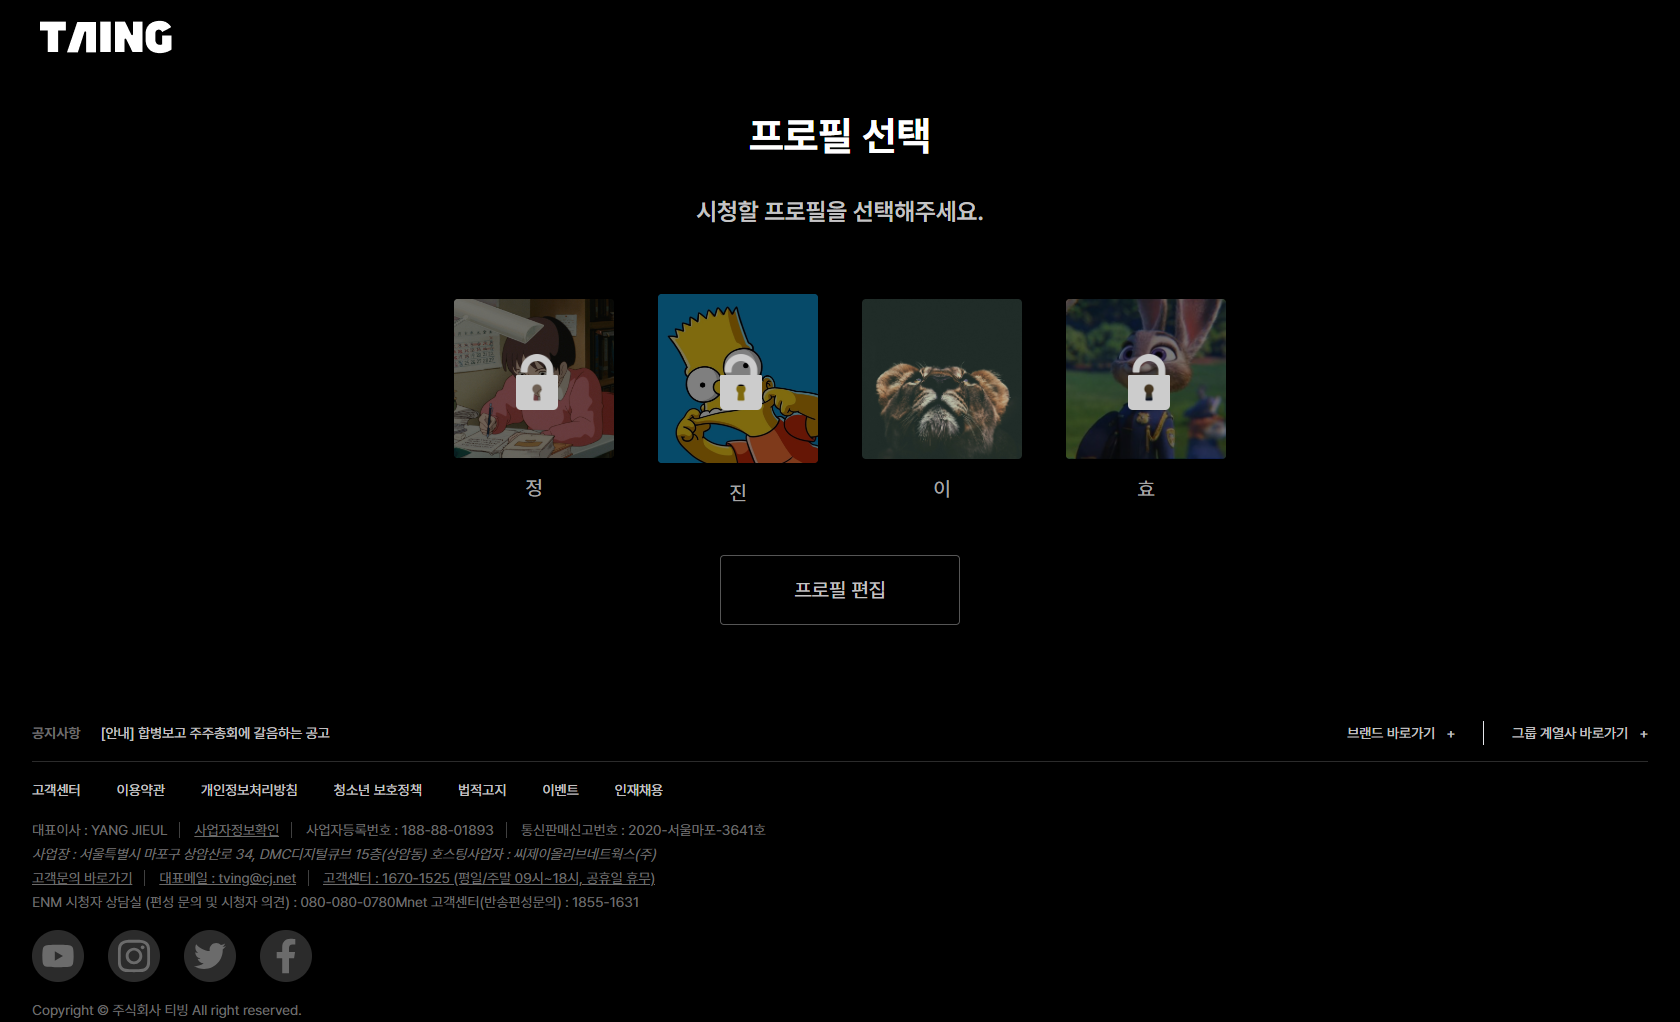 TAING
프로필 선택
시청할 프로필을 선택해주세요.
정
진
이
효
프로필 편집
공지사항 [안내] 합병보고 주주총회에 갈음하는 공고
브랜드 바로가기 +
그룹 계열사 바로가기 +
고객센터 이용약관 개인정보처리방침 청소년 보호정책 법적고지 이벤트 인재채용
대표이사 : YANG JIEUL 사업자정보확인 사업자등록번호 : 188-88-01893 통신판매신고번호 : 2020-서울마포-3641호
사업장 : 서울특별시 마포구 상암산로 34, DMC디지털큐브 15층(상암동) 호스팅사업자 : 씨제이올리브네트웍스(주)
고객문의 바로가기 대표메일 : tving@cj.net 고객센터 : 1670-1525 (평일/주말 09시~18시, 공휴일 휴무)
ENM 시청자 상담실 (편성 문의 및 시청자 의견) : 080-080-0780Mnet 고객센터(반송편성문의) : 1855-1631
Copyright © 주식회사 티빙 All right reserved.